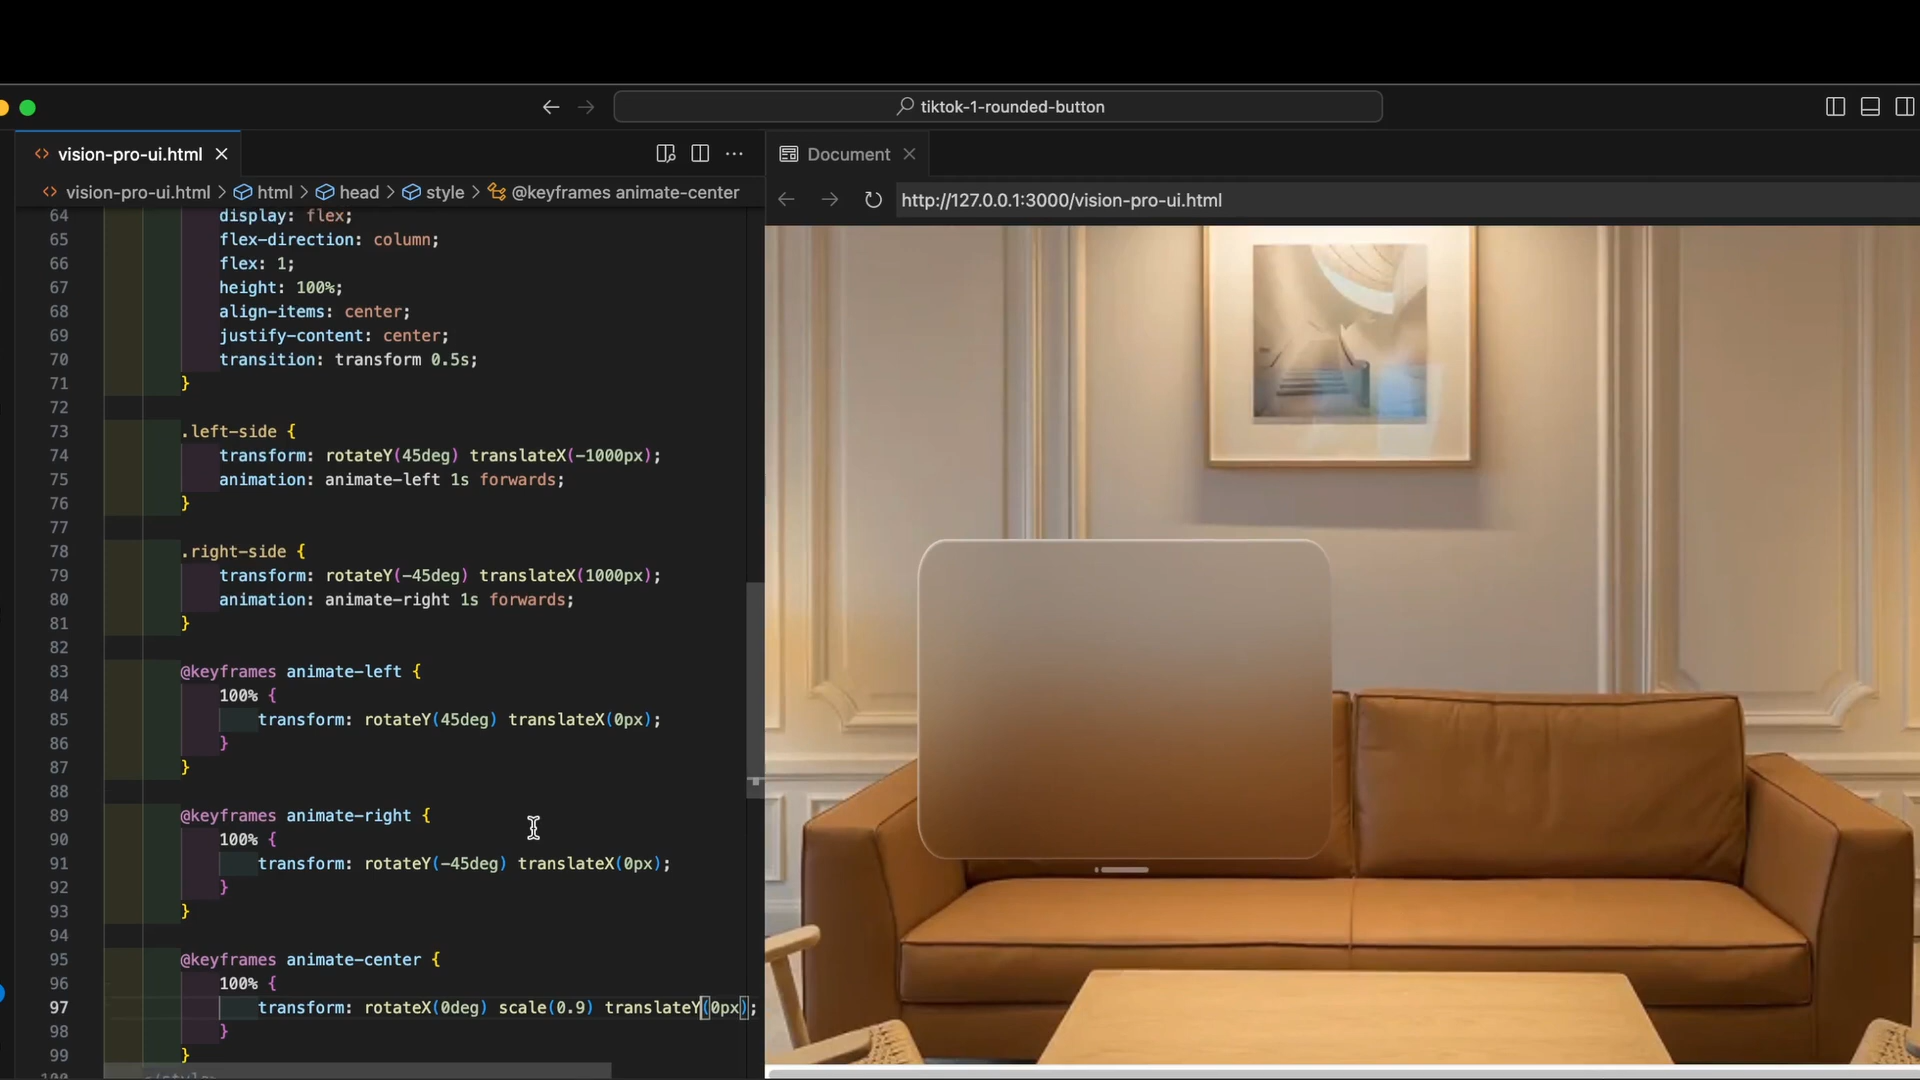 tiktok-1-rounded-button
vision-pro-ui.html
Document
vision-pro-ui.html > html > head > style > @keyframes animate-center
http://127.0.0.1:3000/vision-pro-ui.html
64 display: flex;
65 flex-direction: column;
66 flex: 1;
67 height: 100%;
68 align-items: center;
69 justify-content: center;
70 transition: transform 0.5s;
71 }
72
73 .left-side {
74 transform: rotateY(45deg) translateX(-1000px);
75 animation: animate-left 1s forwards;
76 }
77
78 .right-side {
79 transform: rotateY(-45deg) translateX(1000px);
80 animation: animate-right 1s forwards;
81 }
82
83 @keyframes animate-left {
84 100% {
85 transform: rotateY(45deg) translateX(0px);
86 }
87 }
88
89 @keyframes animate-right {
90 100% {
91 transform: rotateY(-45deg) translateX(0px);
92 }
93 }
94
95 @keyframes animate-center {
96 100% {
97 transform: rotateX(0deg) scale(0.9) translateY(0px);
98 }
99 }
100 </style>